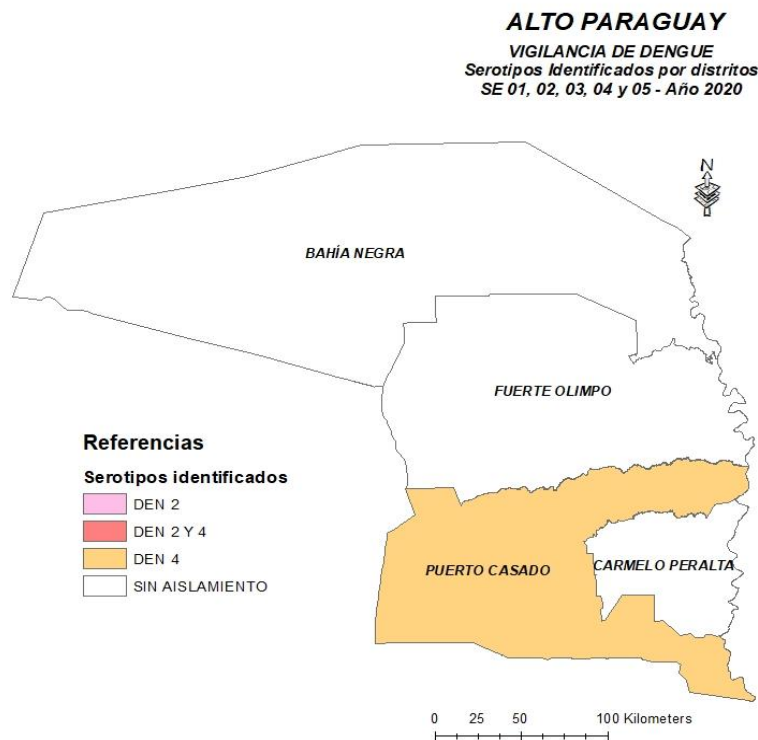 ALTO PARAGUAY
VIGILANCIA DE DENGUE
Serotipos Identificados por distritos
SE 01, 02, 03, 04 y 05 - Año 2020
N
BAHÍA NEGRA
FUERTE OLIMPO
Referencias
Serotipos identificados
DEN 2
DEN 2 Y 4
DEN 4
SIN AISLAMIENTO
PUERTO CASADO
CARMELO PERALTA
0 25 50 100 Kilometers